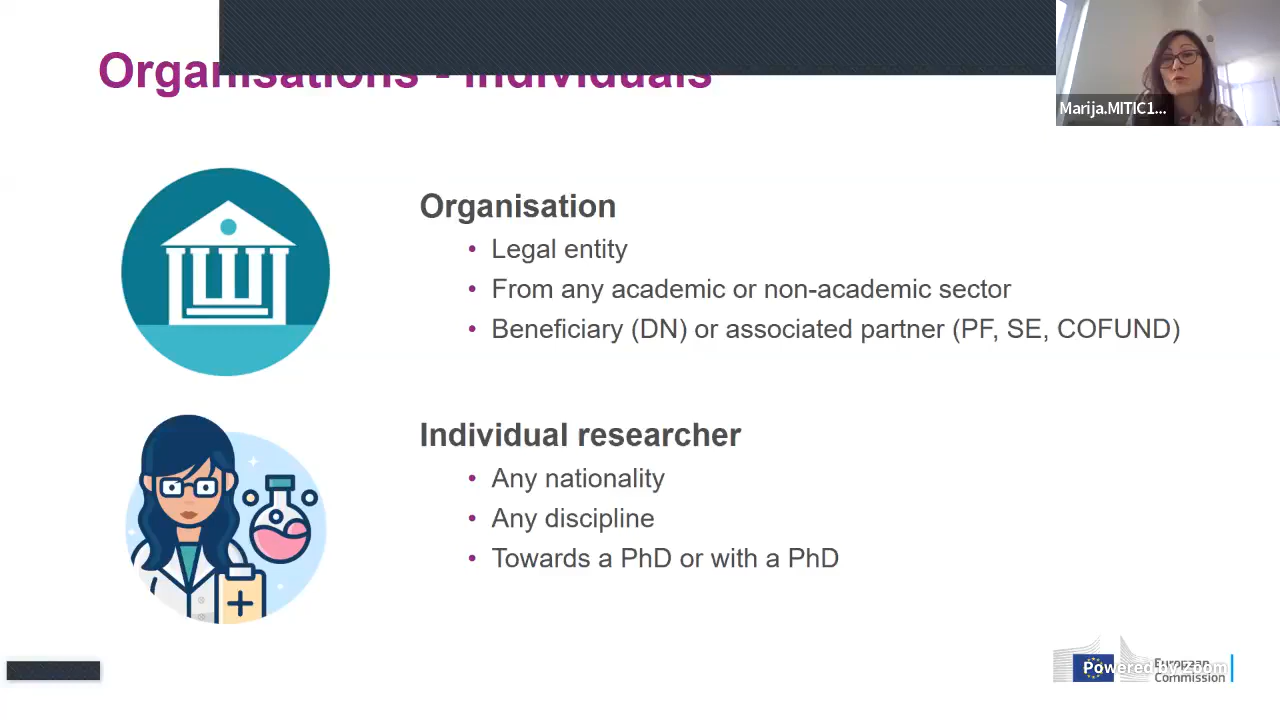 Organisations - Individuals
Marija.MITIC1...
Organisation
• Legal entity
• From any academic or non-academic sector
• Beneficiary (DN) or associated partner (PF, SE, COFUND)
Individual researcher
• Any nationality
• Any discipline
• Towards a PhD or with a PhD
Powered by Zoom
European
Commission